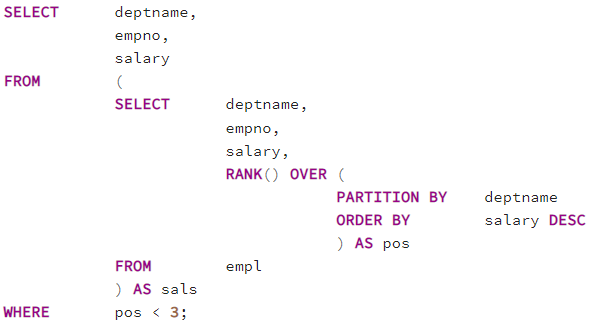 SELECT deptname,
empno,
salary
FROM (
SELECT deptname,
empno,
salary,
RANK() OVER (
PARTITION BY deptname
ORDER BY salary DESC
) AS pos
FROM empl
) AS sals
WHERE pos < 3;